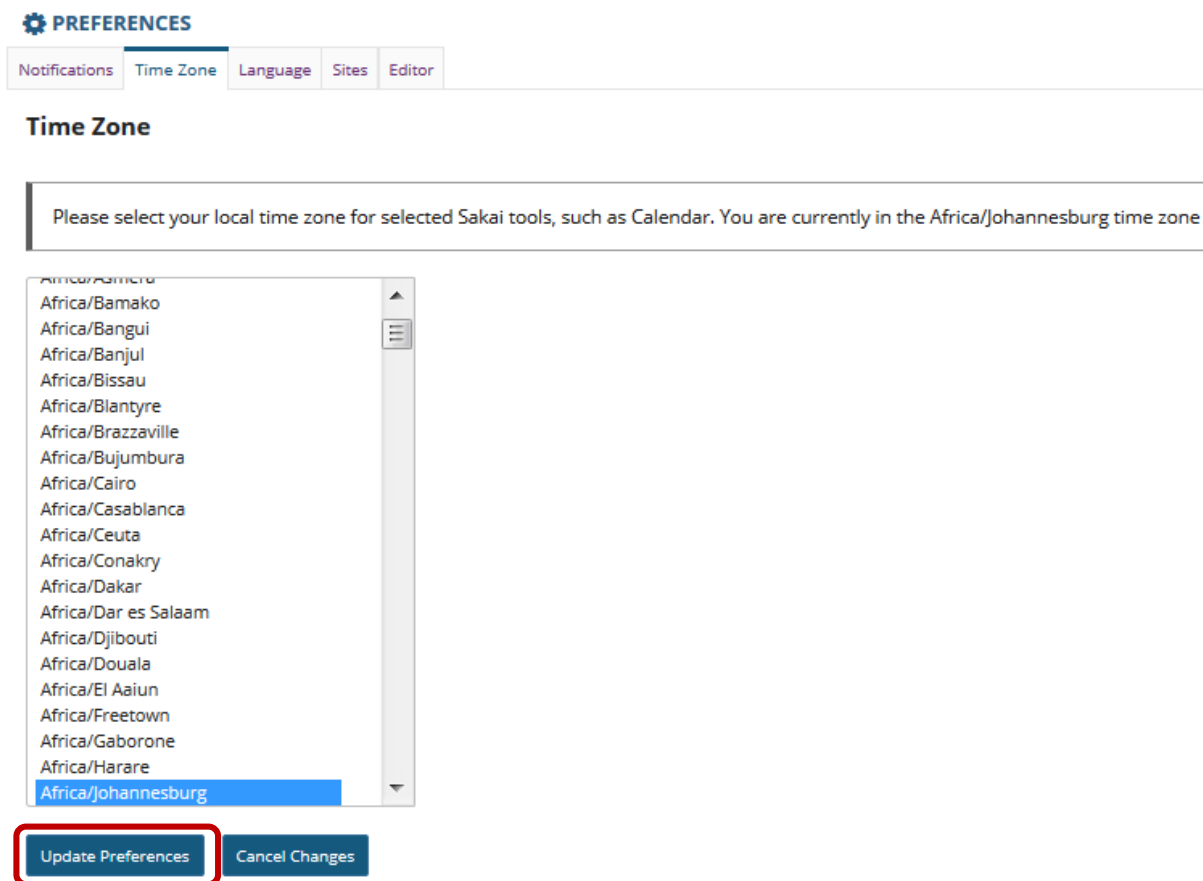 PREFERENCES
Notifications Time Zone Language Sites Editor
Time Zone
Please select your local time zone for selected Sakai tools, such as Calendar. You are currently in the Africa/Johannesburg time zone
Africa/Asmera
Africa/Bamako
Africa/Bangui
Africa/Banjul
Africa/Bissau
Africa/Blantyre
Africa/Brazzaville
Africa/Bujumbura
Africa/Cairo
Africa/Casablanca
Africa/Ceuta
Africa/Conakry
Africa/Dakar
Africa/Dar es Salaam
Africa/Djibouti
Africa/Douala
Africa/El Aaiun
Africa/Freetown
Africa/Gaborone
Africa/Harare
Africa/Johannesburg
Update Preferences Cancel Changes